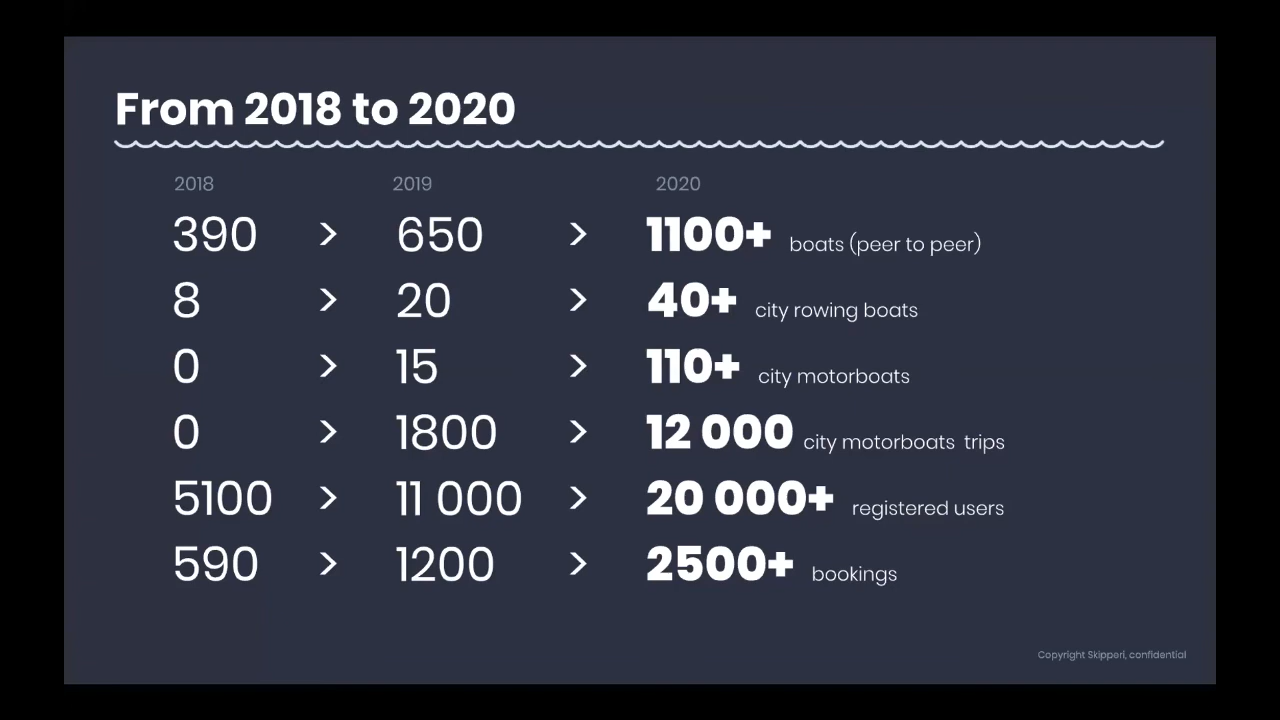 From 2018 to 2020
2018 2019 2020
390 > 650 > 1100+ boats (peer to peer)
8 > 20 > 40+ city rowing boats
0 > 15 > 110+ city motorboats
0 > 1800 > 12 000 city motorboats trips
5100 > 11 000 > 20 000+ registered users
590 > 1200 > 2500+ bookings
Copyright Skipperi, confidential